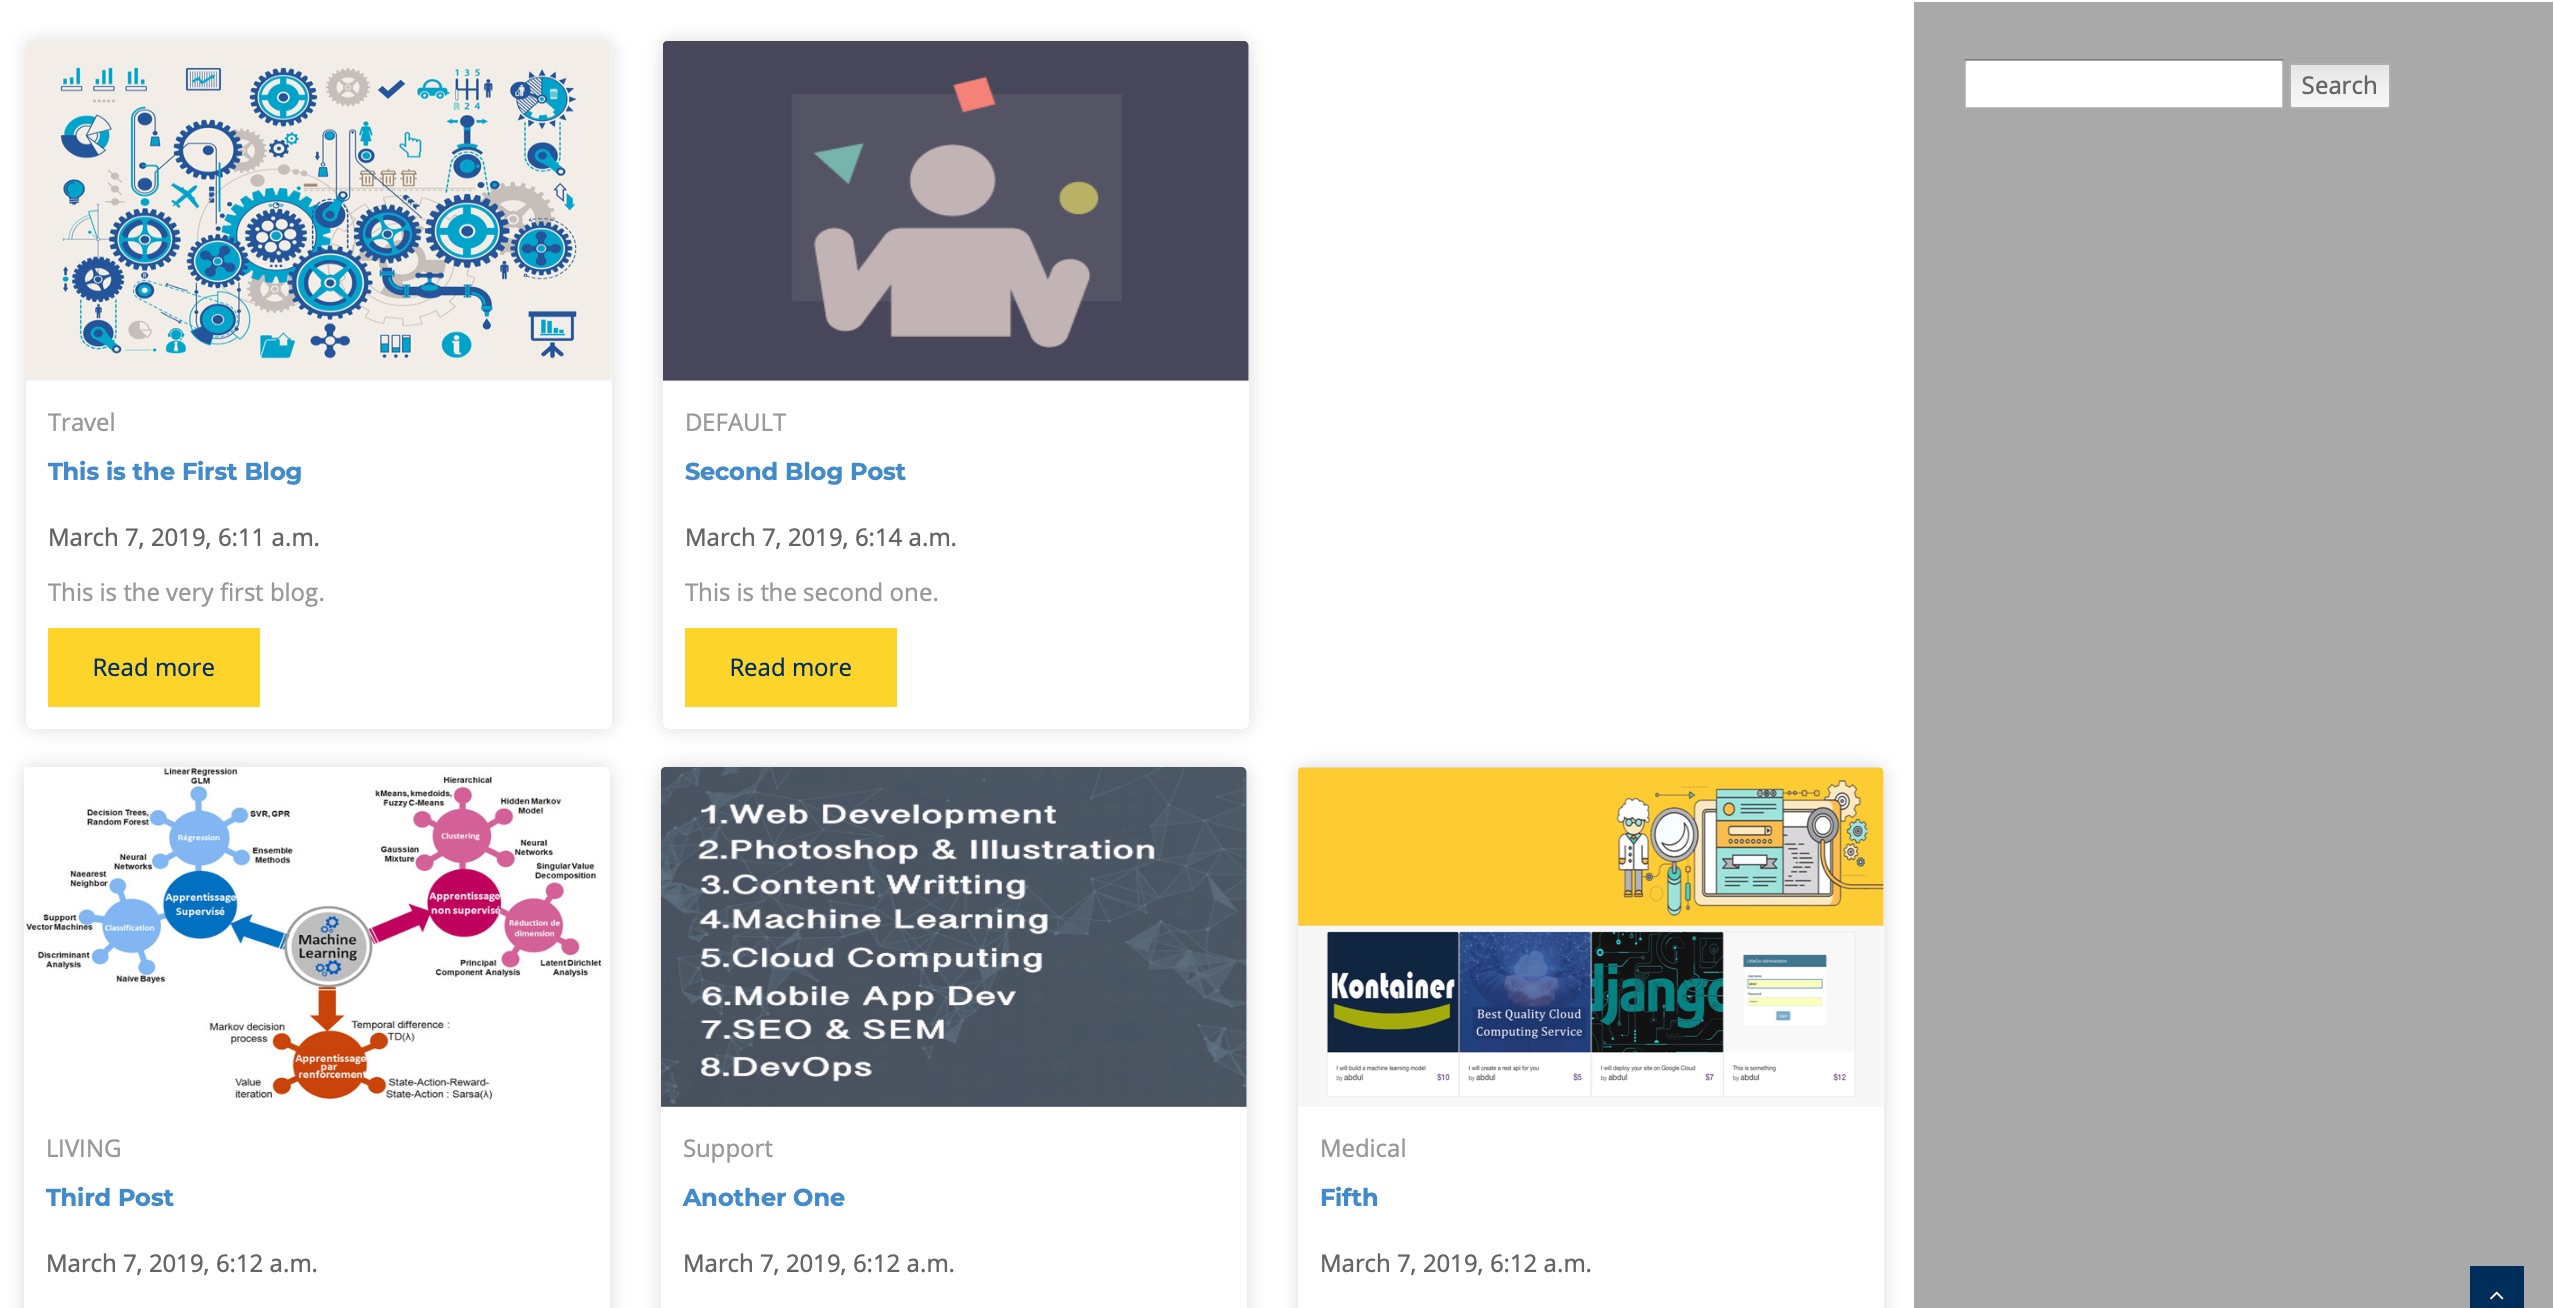 1 3 5
R 2 4
Search
Travel
This is the First Blog
March 7, 2019, 6:11 a.m.
This is the very first blog.
Read more
DEFAULT
Second Blog Post
March 7, 2019, 6:14 a.m.
This is the second one.
Read more
Linear Regression
GLM
Decision Trees,
Random Forest
SVR, GPR
Régression
Neural
Networks
Ensemble
Methods
Naearest
Neighbor
Apprentissage
Supervisé
Support
Vector Machines
Classification
Discriminant
Analysis
Naive Bayes
Hierarchical
kMeans, kmedoids,
Fuzzy C-Means
Hidden Markov
Model
Clustering
Gaussian
Mixture
Neural
Networks
Singular Value
Decomposition
Apprentissage
non supervisé
Réduction de
dimension
Principal
Component Analysis
Latent Dirichlet
Analysis
Machine
Learning
Markov decision
process
Temporal difference :
TD(λ)
Apprentissage
par
renforcement
Value
iteration
State-Action-Reward-
State-Action : Sarsa(λ)
LIVING
Third Post
March 7, 2019, 6:12 a.m.
1.Web Development
2.Photoshop & Illustration
3.Content Writting
4.Machine Learning
5.Cloud Computing
6.Mobile App Dev
7.SEO & SEM
8.DevOps
Support
Another One
March 7, 2019, 6:12 a.m.
Kontainer
Best Quality Cloud
Computing Service
django
I will build a machine learning model
by abdul $10
I will create a rest api for you
by abdul $5
I will deploy your site on Google Cloud
by abdul $7
This is something
by abdul $12
Medical
Fifth
March 7, 2019, 6:12 a.m.